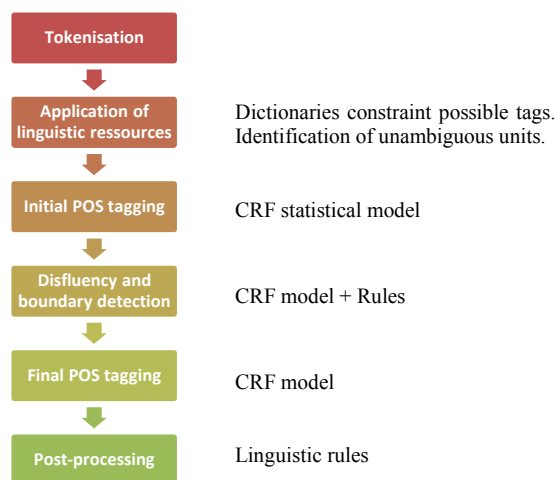 Tokenisation
Application of
linguistic ressources
Dictionaries constraint possible tags.
Identification of unambiguous units.
Initial POS tagging
CRF statistical model
Disfluency and
boundary detection
CRF model + Rules
Final POS tagging
CRF model
Post-processing
Linguistic rules